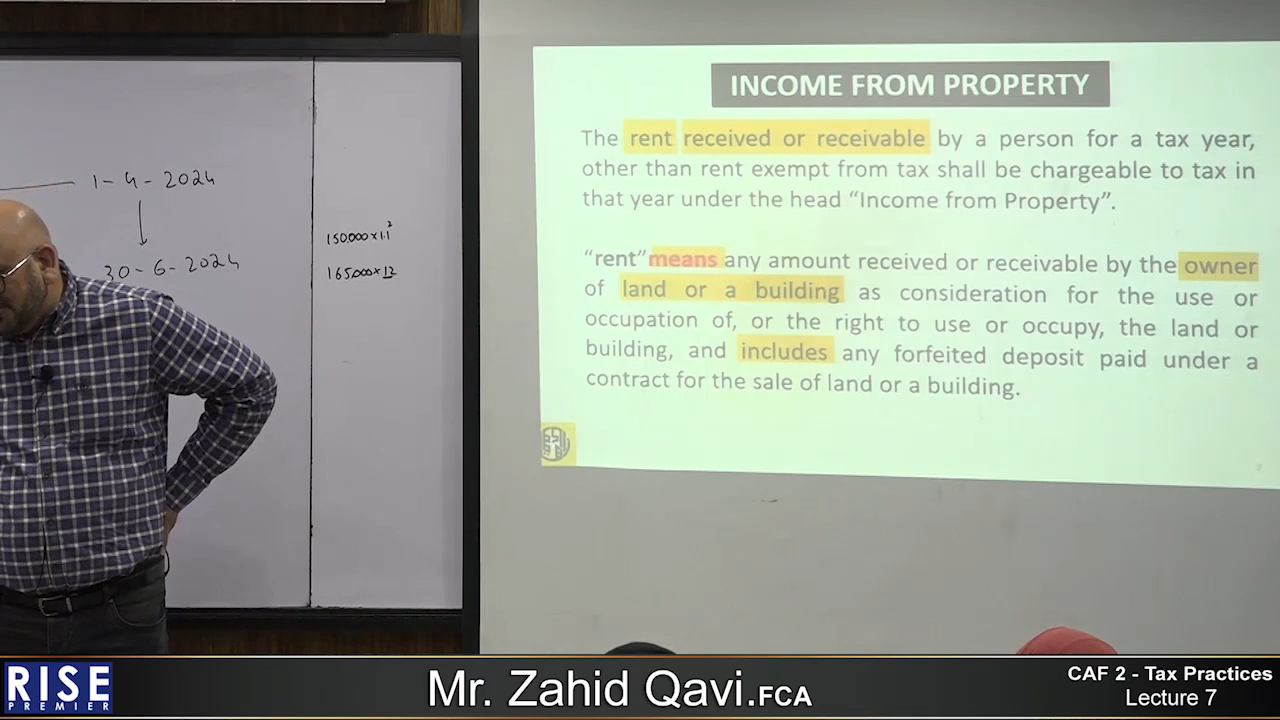 1-4-2024
30-6-2024
150,000×1.1²
165,000×12
INCOME FROM PROPERTY
The rent received or receivable by a person for a tax year,
other than rent exempt from tax shall be chargeable to tax in
that year under the head “Income from Property”.
“rent” means any amount received or receivable by the owner
of land or a building as consideration for the use or
occupation of, or the right to use or occupy, the land or
building, and includes any forfeited deposit paid under a
contract for the sale of land or a building.
RISE
PREMIER
Mr. Zahid Qavi.FCA
CAF 2 - Tax Practices
Lecture 7